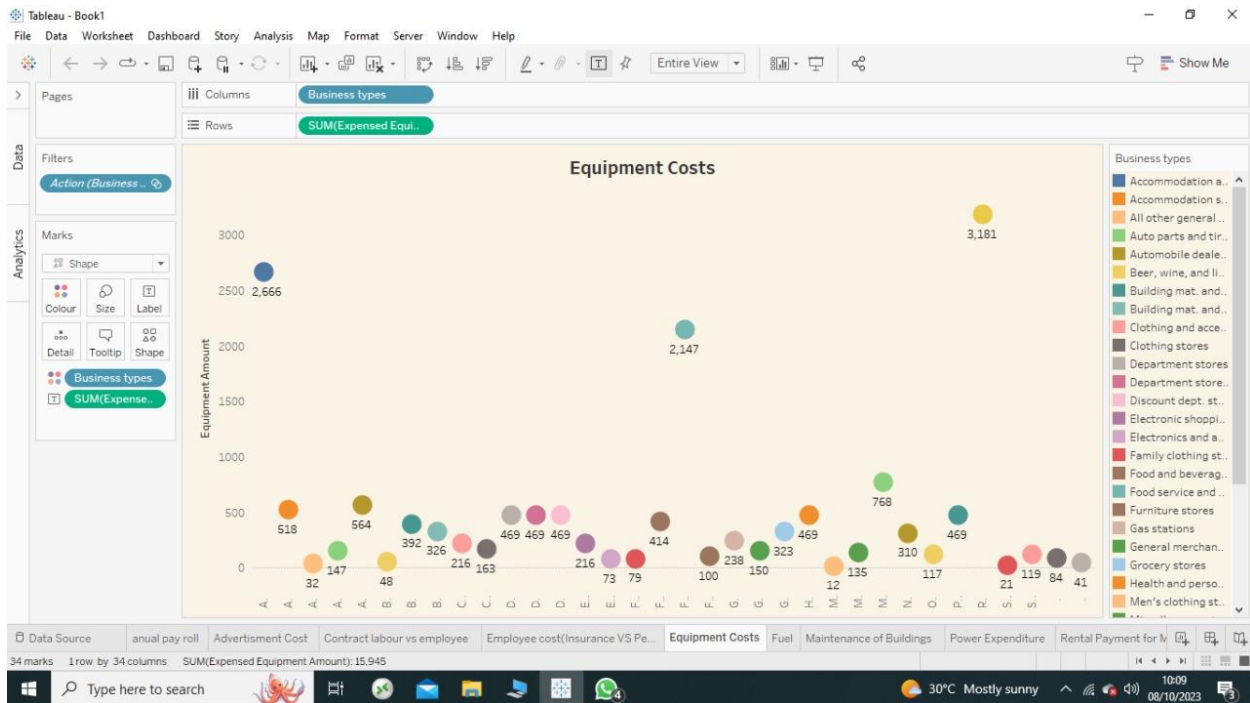 Tableau - Book1
File Data Worksheet Dashboard Story Analysis Map Format Server Window Help
Entire View
Show Me
Pages
iii Columns
Business types
Rows
SUM(Expensed Equi..
Data
Analytics
Filters
Action (Business ..
Marks
Shape
Colour Size Label
Detail Tooltip Shape
Business types
SUM(Expense..
Equipment Costs
Equipment Amount
3000
2500
2000
1500
1000
500
0
2,666
518
32
147
564
48
392
326
216
163
469
469
469
216
73
79
414
2,147
100
238
150
323
469
12
135
768
310
117
469
3,181
21
119
84
41
A. A. A. A. A. B. B. B. C. C. D. D. D. E. E. F. F. F. F. G. G. G. H. M. M. M. N. O. P. R. S. S.
Business types
Accommodation a..
Accommodation s..
All other general ..
Auto parts and tir..
Automobile deale..
Beer, wine, and li..
Building mat. and..
Building mat. and..
Clothing and acce..
Clothing stores
Department stores
Department store..
Discount dept. st..
Electronic shoppi..
Electronics and a..
Family clothing st..
Food and beverag..
Food service and ..
Furniture stores
Gas stations
General merchan..
Grocery stores
Health and perso..
Men's clothing st..
Data Source anual pay roll Advertisment Cost Contract labour vs employee Employee cost(Insurance VS Pe... Equipment Costs Fuel Maintenance of Buildings Power Expenditure Rental Payment for M
34 marks 1 row by 34 columns SUM(Expensed Equipment Amount): 15,945
Type here to search
4
30°C Mostly sunny
10:09
08/10/2023
3